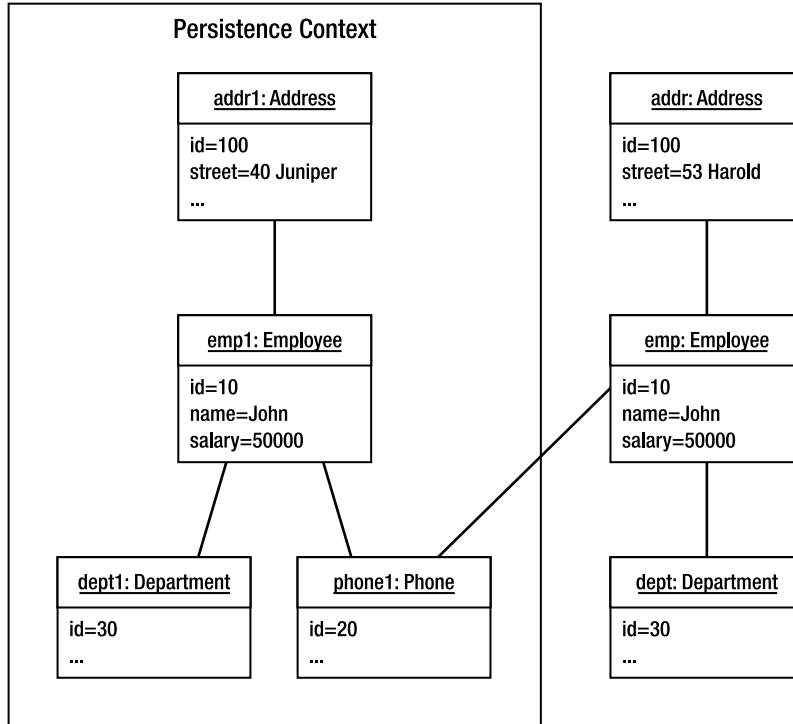 Persistence Context
addr1: Address
id=100
street=40 Juniper
...
addr: Address
id=100
street=53 Harold
...
emp1: Employee
id=10
name=John
salary=50000
emp: Employee
id=10
name=John
salary=50000
dept1: Department
id=30
...
phone1: Phone
id=20
...
dept: Department
id=30
...